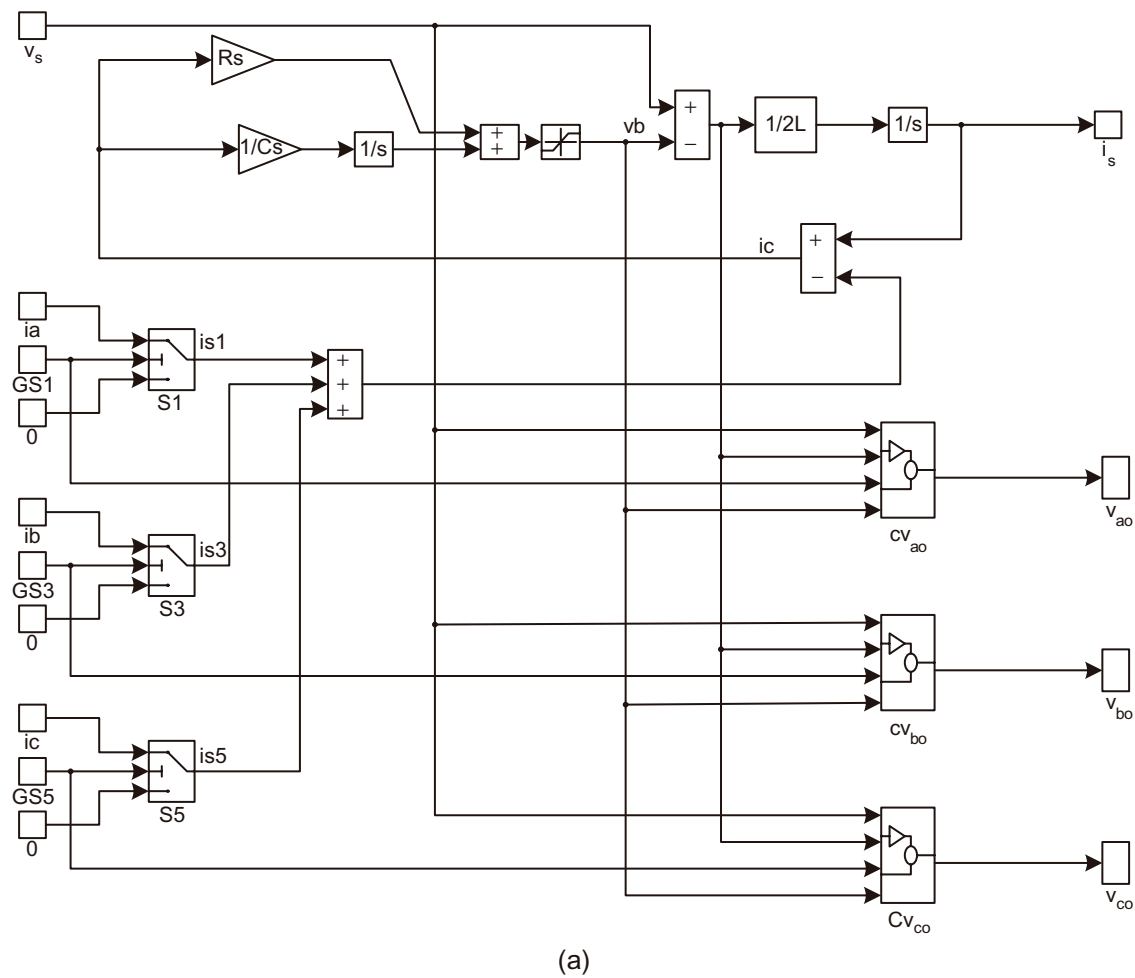 v_s
Rs
1/Cs
1/s
+
+
vb
+
−
1/2L
1/s
i_s
ic
+
−
ia
GS1
0
S1
is1
+
+
+
cv_ao
v_ao
ib
GS3
0
S3
is3
cv_bo
v_bo
ic
GS5
0
S5
is5
Cv_co
v_co
(a)